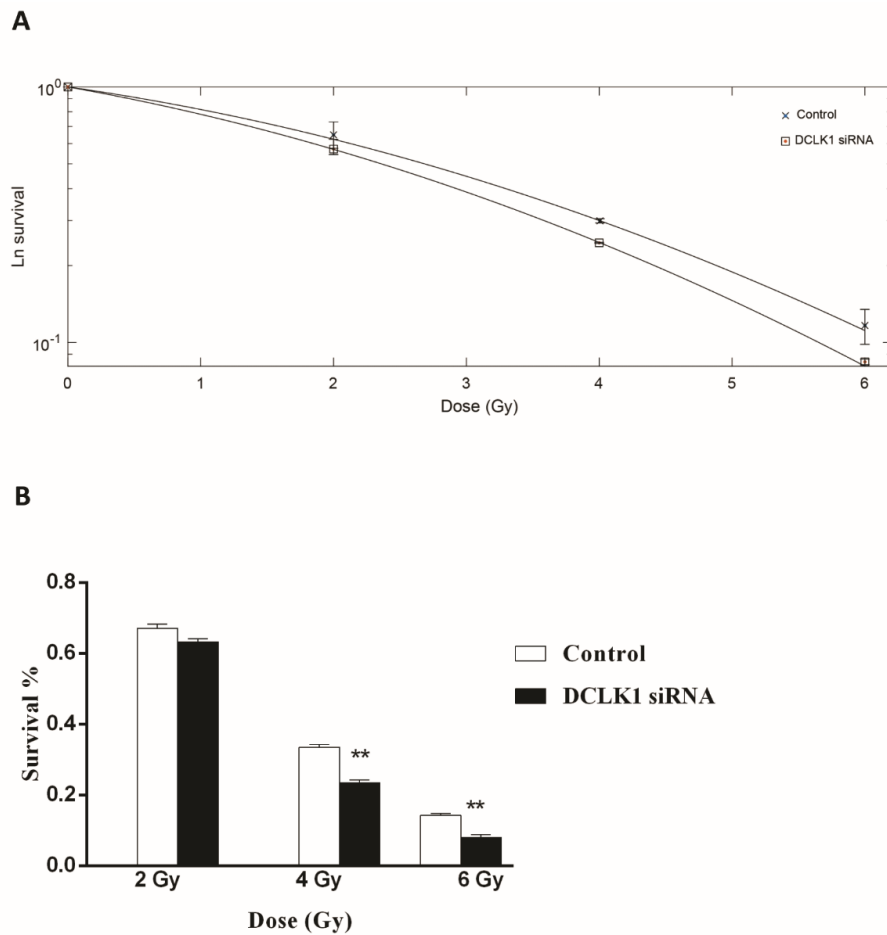 A
10⁰
Control
DCLK1 siRNA
Ln survival
10⁻¹
0 1 2 3 4 5 6
Dose (Gy)
B
0.8
0.6
0.4
0.2
0.0
Survival %
Control
DCLK1 siRNA
**
**
2 Gy 4 Gy 6 Gy
Dose (Gy)